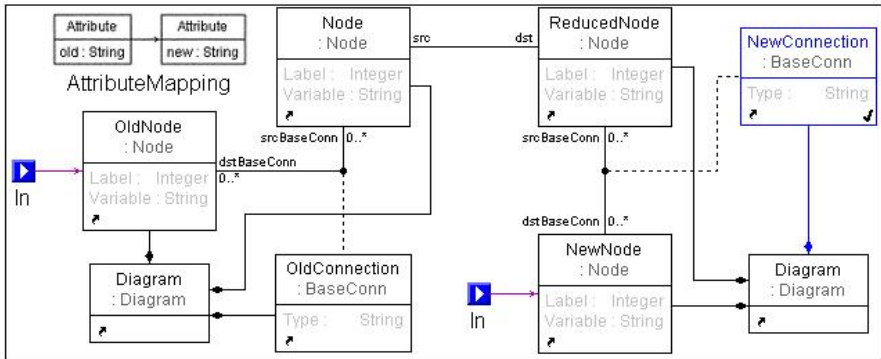 Attribute
old : String
Attribute
new : String
AttributeMapping
Node
: Node
Label : Integer
Variable : String
src
dst
ReducedNode
: Node
Label : Integer
Variable : String
NewConnection
: BaseConn
Type : String
OldNode
: Node
Label : Integer
Variable : String
In
srcBaseConn 0..*
dstBaseConn
0..*
srcBaseConn 0..*
dstBaseConn 0..*
Diagram
: Diagram
OldConnection
: BaseConn
Type : String
In
NewNode
: Node
Label : Integer
Variable : String
Diagram
: Diagram